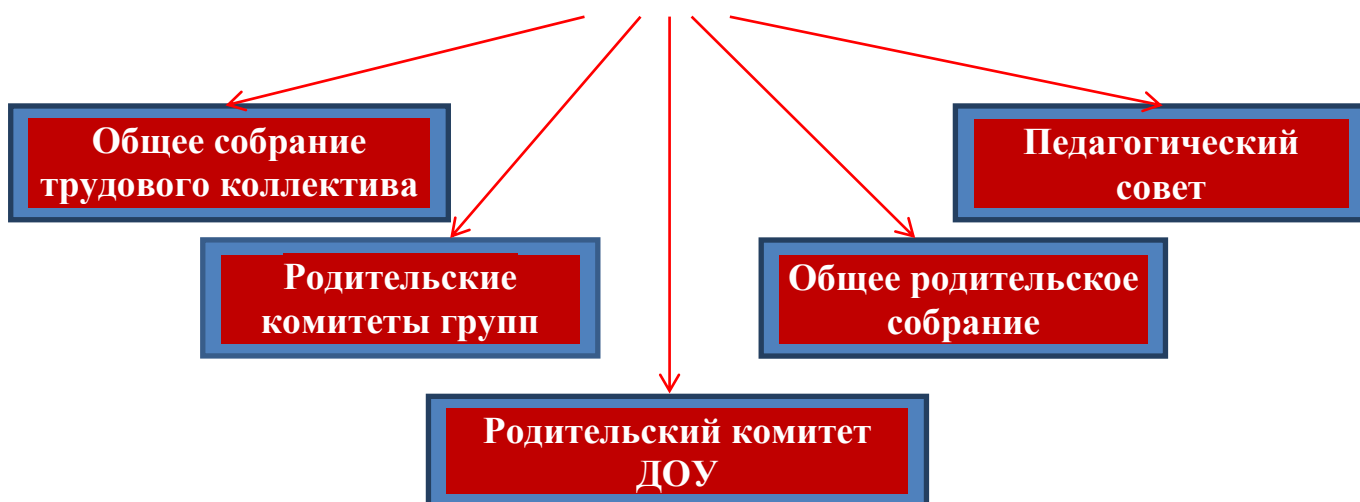 Общее собрание
трудового коллектива
Педагогический
совет
Родительские
комитеты групп
Общее родительское
собрание
Родительский комитет
ДОУ